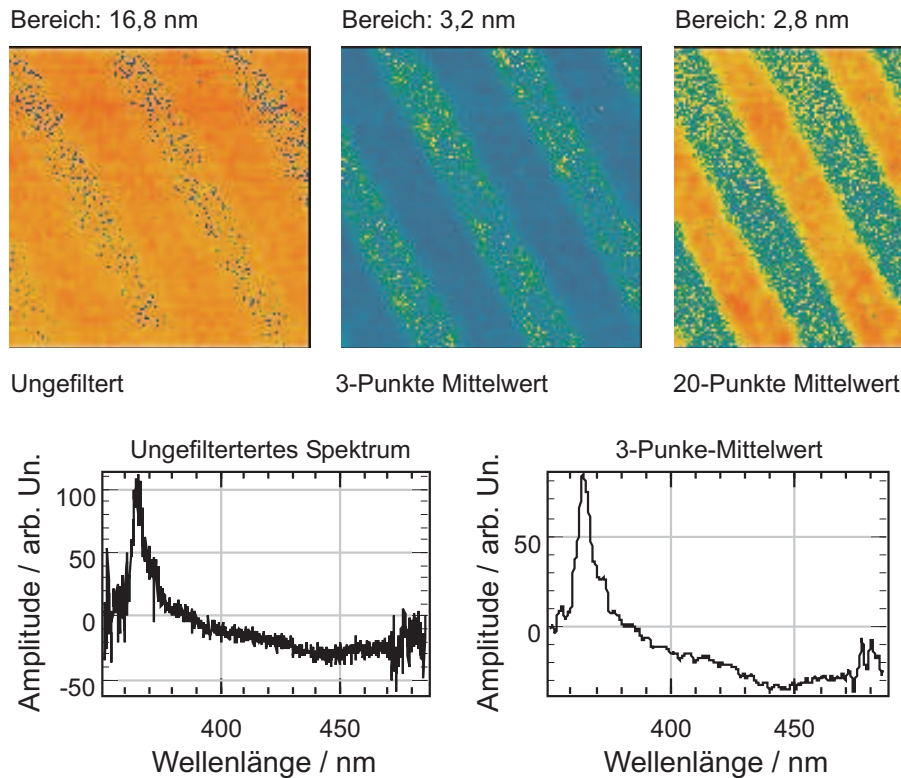 Bereich: 16,8 nm
Bereich: 3,2 nm
Bereich: 2,8 nm
Ungefiltert
3-Punkte Mittelwert
20-Punkte Mittelwert
Ungefiltertertes Spektrum
Amplitude / arb. Un.
100
50
0
-50
400
450
Wellenlänge / nm
3-Punke-Mittelwert
Amplitude / arb. Un.
50
0
400
450
Wellenlänge / nm